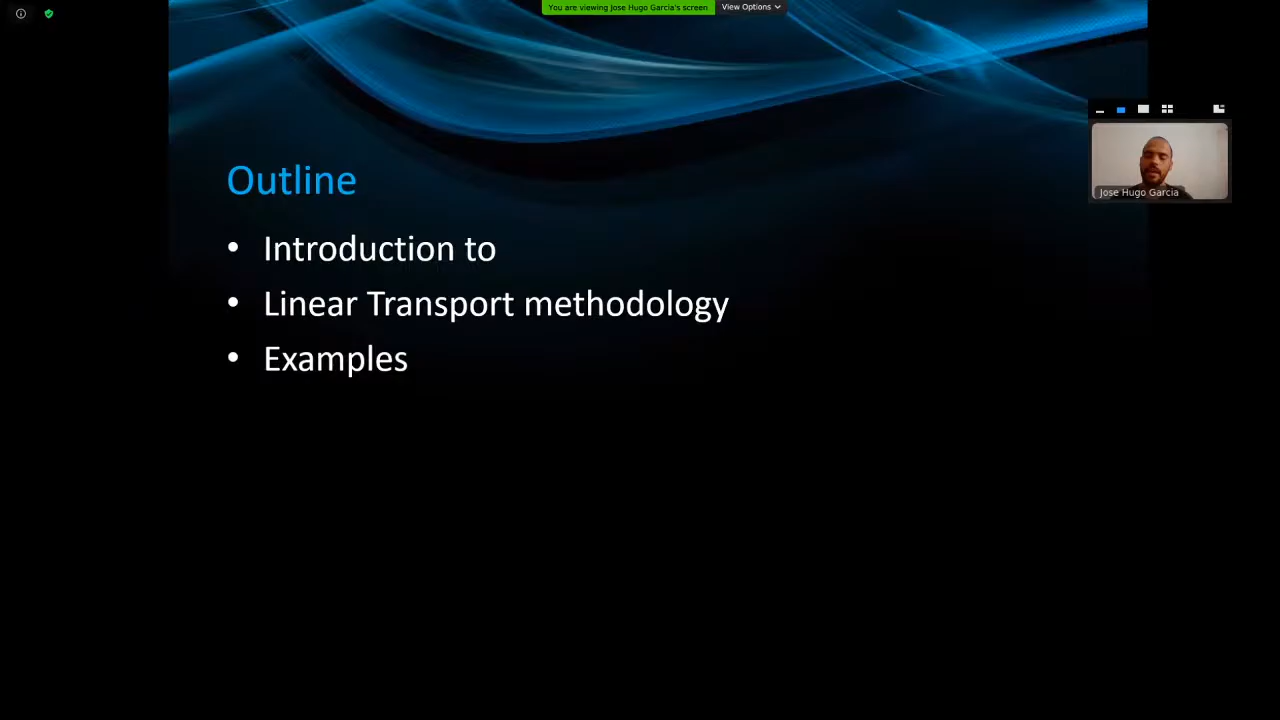 You are viewing Jose Hugo Garcia's screen
View Options
Outline
• Introduction to
• Linear Transport methodology
• Examples
Jose Hugo Garcia